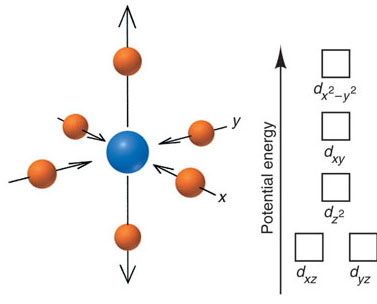 y
x
Potential energy
dx²−y²
dxy
dz²
dxz dyz